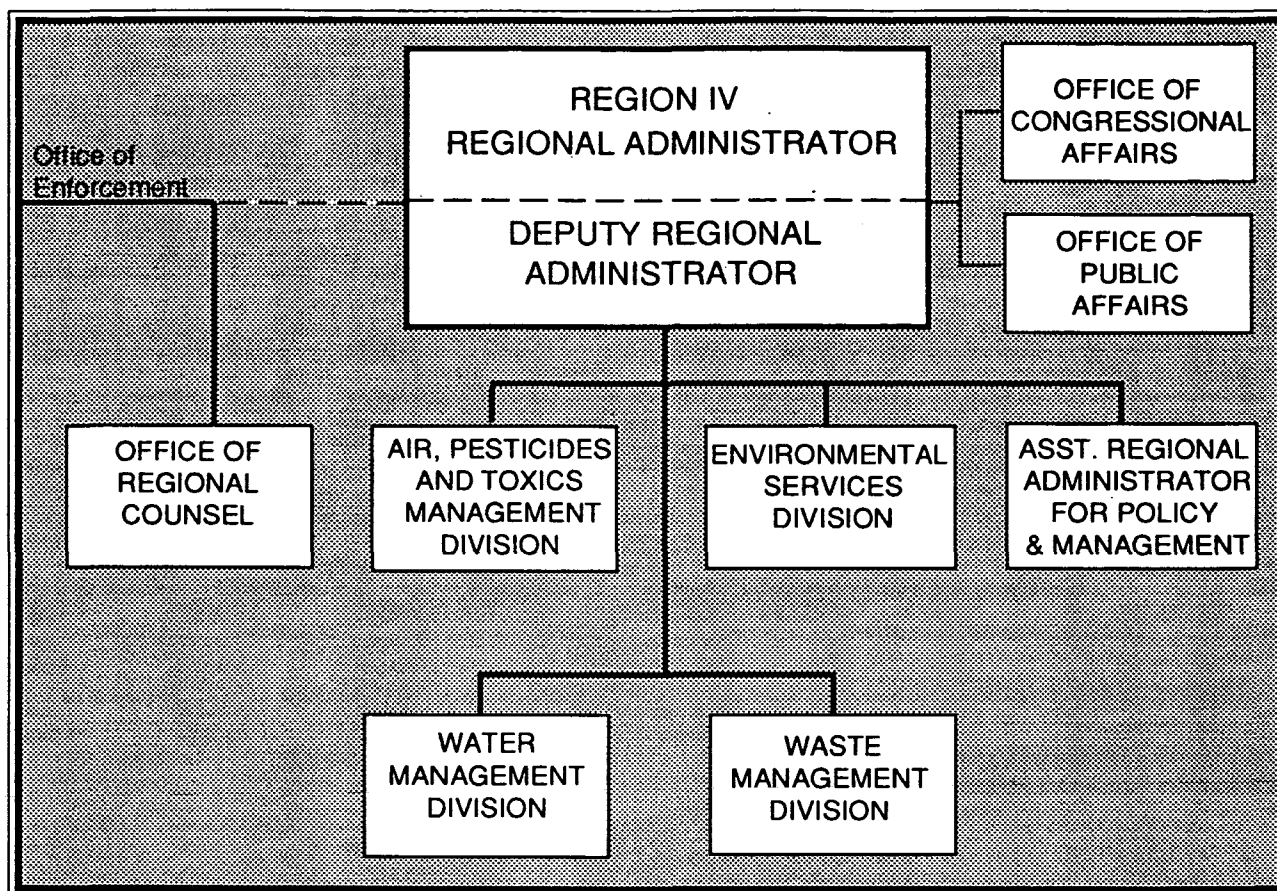 REGION IV
REGIONAL ADMINISTRATOR
DEPUTY REGIONAL
ADMINISTRATOR
OFFICE OF
CONGRESSIONAL
AFFAIRS
OFFICE OF
PUBLIC
AFFAIRS
Office of
Enforcement
OFFICE OF
REGIONAL
COUNSEL
AIR, PESTICIDES
AND TOXICS
MANAGEMENT
DIVISION
ENVIRONMENTAL
SERVICES
DIVISION
ASST. REGIONAL
ADMINISTRATOR
FOR POLICY
& MANAGEMENT
WATER
MANAGEMENT
DIVISION
WASTE
MANAGEMENT
DIVISION